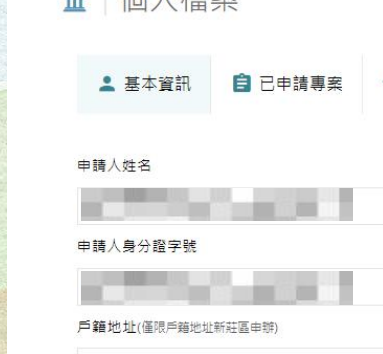 個人檔案
基本資訊 已申請專案
申請人姓名
申請人身分證字號
戶籍地址(僅限戶籍地址新莊區申辦)